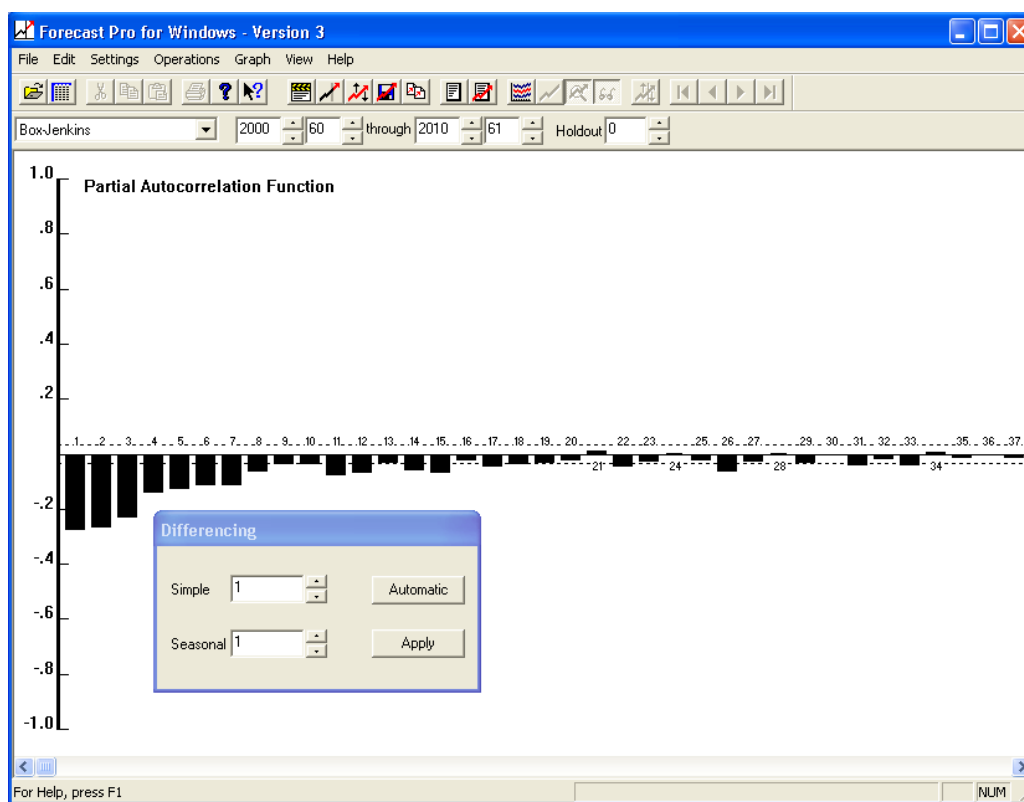 Forecast Pro for Windows - Version 3
File Edit Settings Operations Graph View Help
Box-Jenkins 2000 60 through 2010 61 Holdout 0
Partial Autocorrelation Function
1.0
.8
.6
.4
.2
1 2 3 4 5 6 7 8 9 10 11 12 13 14 15 16 17 18 19 20 22 23 25 26 27 29 30 31 32 33 35 36 37
21 24 28 34
-.2
-.4
-.6
-.8
-1.0
Differencing
Simple 1 Automatic
Seasonal 1 Apply
For Help, press F1 NUM